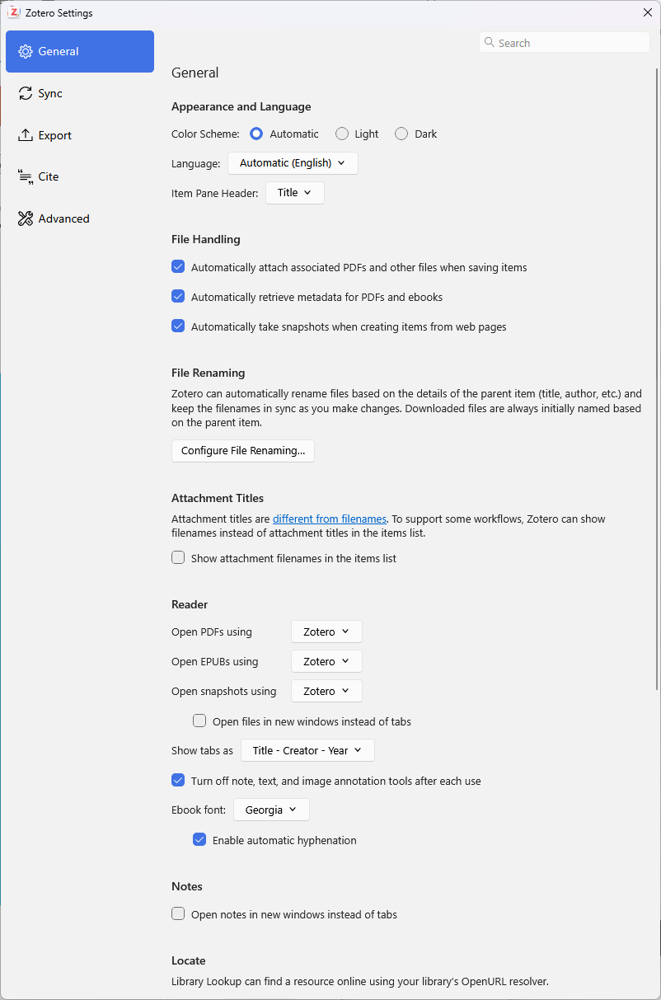 Zotero Settings
General
Sync
Export
Cite
Advanced
Search
General
Appearance and Language
Color Scheme: Automatic Light Dark
Language: Automatic (English)
Item Pane Header: Title
File Handling
Automatically attach associated PDFs and other files when saving items
Automatically retrieve metadata for PDFs and ebooks
Automatically take snapshots when creating items from web pages
File Renaming
Zotero can automatically rename files based on the details of the parent item (title, author, etc.) and
keep the filenames in sync as you make changes. Downloaded files are always initially named based
on the parent item.
Configure File Renaming...
Attachment Titles
Attachment titles are different from filenames. To support some workflows, Zotero can show
filenames instead of attachment titles in the items list.
Show attachment filenames in the items list
Reader
Open PDFs using Zotero
Open EPUBs using Zotero
Open snapshots using Zotero
Open files in new windows instead of tabs
Show tabs as Title - Creator - Year
Turn off note, text, and image annotation tools after each use
Ebook font: Georgia
Enable automatic hyphenation
Notes
Open notes in new windows instead of tabs
Locate
Library Lookup can find a resource online using your library's OpenURL resolver.